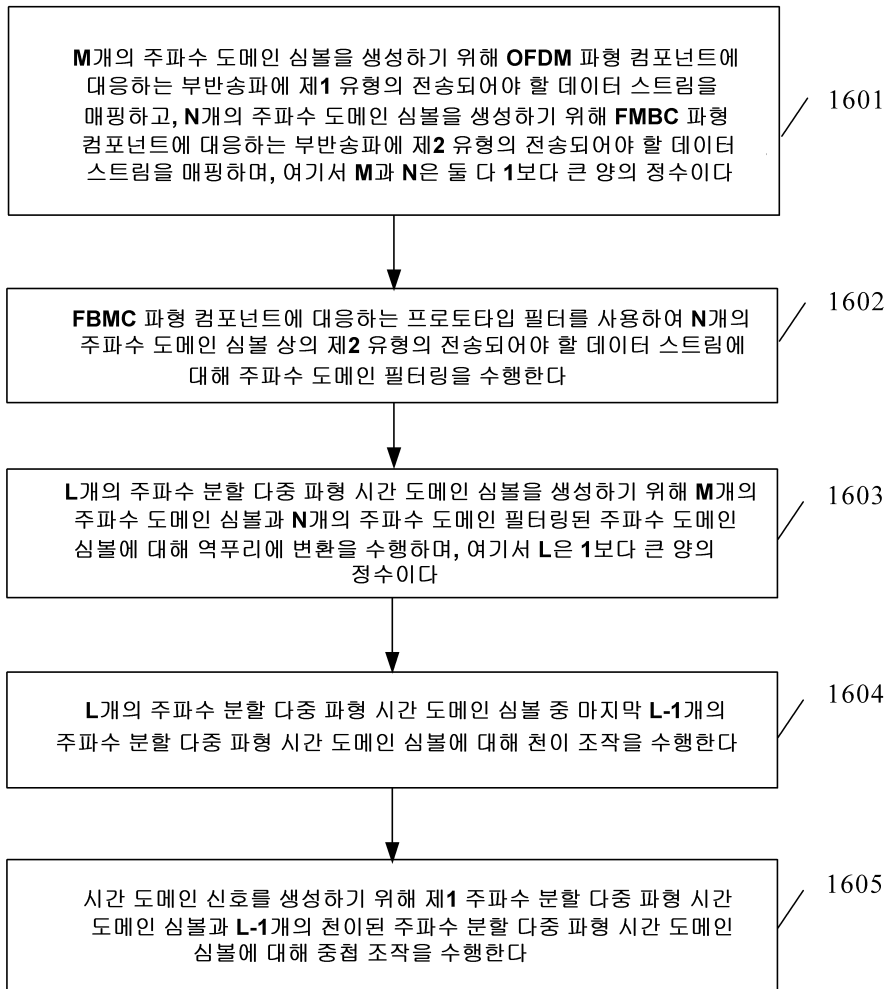 M개의 주파수 도메인 심볼을 생성하기 위해 OFDM 파형 컴포넌트에
대응하는 부반송파에 제1 유형의 전송되어야 할 데이터 스트림을
매핑하고, N개의 주파수 도메인 심볼을 생성하기 위해 FMBC 파형
컴포넌트에 대응하는 부반송파에 제2 유형의 전송되어야 할 데이터
스트림을 매핑하며, 여기서 M과 N은 둘 다 1보다 큰 양의 정수이다
1601
FBMC 파형 컴포넌트에 대응하는 프로토타입 필터를 사용하여 N개의
주파수 도메인 심볼 상의 제2 유형의 전송되어야 할 데이터 스트림에
대해 주파수 도메인 필터링을 수행한다
1602
L개의 주파수 분할 다중 파형 시간 도메인 심볼을 생성하기 위해 M개의
주파수 도메인 심볼과 N개의 주파수 도메인 필터링된 주파수 도메인
심볼에 대해 역푸리에 변환을 수행하며, 여기서 L은 1보다 큰 양의
정수이다
1603
L개의 주파수 분할 다중 파형 시간 도메인 심볼 중 마지막 L-1개의
주파수 분할 다중 파형 시간 도메인 심볼에 대해 천이 조작을 수행한다
1604
시간 도메인 신호를 생성하기 위해 제1 주파수 분할 다중 파형 시간
도메인 심볼과 L-1개의 천이된 주파수 분할 다중 파형 시간 도메인
심볼에 대해 중첩 조작을 수행한다
1605